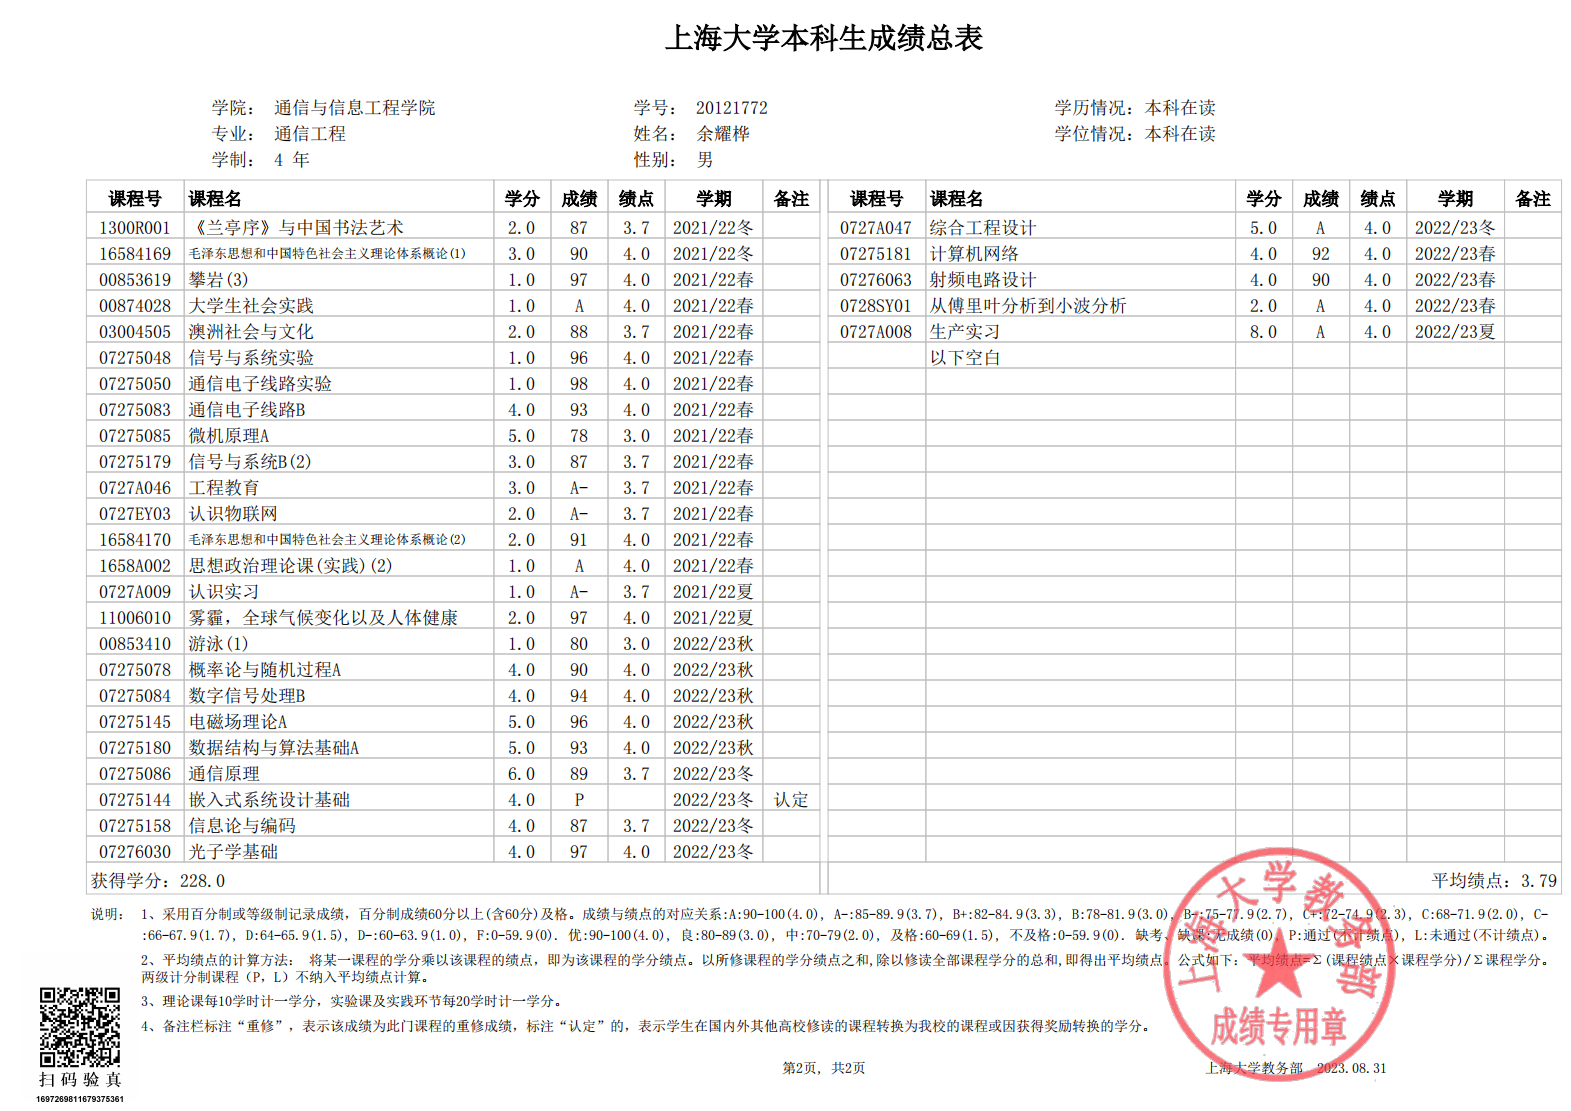 上海大学本科生成绩总表
学院： 通信与信息工程学院 学号： 20121772 学历情况：本科在读
专业： 通信工程 姓名： 余耀桦 学位情况：本科在读
学制： 4 年 性别： 男
课程号 课程名 学分 成绩 绩点 学期 备注 课程号 课程名 学分 成绩 绩点 学期 备注
1300R001 《兰亭序》与中国书法艺术 2.0 87 3.7 2021/22冬 0727A047 综合工程设计 5.0 A 4.0 2022/23冬
16584169 毛泽东思想和中国特色社会主义理论体系概论(1) 3.0 90 4.0 2021/22冬 07275181 计算机网络 4.0 92 4.0 2022/23春
00853619 攀岩(3) 1.0 97 4.0 2021/22春 07276063 射频电路设计 4.0 90 4.0 2022/23春
00874028 大学生社会实践 1.0 A 4.0 2021/22春 0728SY01 从傅里叶分析到小波分析 2.0 A 4.0 2022/23春
03004505 澳洲社会与文化 2.0 88 3.7 2021/22春 0727A008 生产实习 8.0 A 4.0 2022/23夏
07275048 信号与系统实验 1.0 96 4.0 2021/22春 以下空白
07275050 通信电子线路实验 1.0 98 4.0 2021/22春
07275083 通信电子线路B 4.0 93 4.0 2021/22春
07275085 微机原理A 5.0 78 3.0 2021/22春
07275179 信号与系统B(2) 3.0 87 3.7 2021/22春
0727A046 工程教育 3.0 A- 3.7 2021/22春
0727EY03 认识物联网 2.0 A- 3.7 2021/22春
16584170 毛泽东思想和中国特色社会主义理论体系概论(2) 2.0 91 4.0 2021/22春
1658A002 思想政治理论课(实践)(2) 1.0 A 4.0 2021/22春
0727A009 认识实习 1.0 A- 3.7 2021/22夏
11006010 雾霾，全球气候变化以及人体健康 2.0 97 4.0 2021/22夏
00853410 游泳(1) 1.0 80 3.0 2022/23秋
07275078 概率论与随机过程A 4.0 90 4.0 2022/23秋
07275084 数字信号处理B 4.0 94 4.0 2022/23秋
07275145 电磁场理论A 5.0 96 4.0 2022/23秋
07275180 数据结构与算法基础A 5.0 93 4.0 2022/23秋
07275086 通信原理 6.0 89 3.7 2022/23冬
07275144 嵌入式系统设计基础 4.0 P 2022/23冬 认定
07275158 信息论与编码 4.0 87 3.7 2022/23冬
07276030 光子学基础 4.0 97 4.0 2022/23冬
获得学分：228.0 平均绩点：3.79
说明： 1、采用百分制或等级制记录成绩，百分制成绩60分以上(含60分)及格。成绩与绩点的对应关系:A:90-100(4.0), A-:85-89.9(3.7), B+:82-84.9(3.3), B:78-81.9(3.0), B-:75-77.9(2.7), C+:72-74.9(2.3), C:68-71.9(2.0), C-
:66-67.9(1.7), D:64-65.9(1.5), D-:60-63.9(1.0), F:0-59.9(0). 优:90-100(4.0), 良:80-89(3.0), 中:70-79(2.0), 及格:60-69(1.5), 不及格:0-59.9(0). 缺考、缺课:无成绩(0), P:通过(不计绩点), L:未通过(不计绩点)。
2、平均绩点的计算方法： 将某一课程的学分乘以该课程的绩点，即为该课程的学分绩点。以所修课程的学分绩点之和,除以修读全部课程学分的总和,即得出平均绩点。公式如下：平均绩点=Σ(课程绩点×课程学分)/Σ课程学分。
两级计分制课程（P，L）不纳入平均绩点计算。
3、理论课每10学时计一学分，实验课及实践环节每20学时计一学分。
4、备注栏标注“重修”，表示该成绩为此门课程的重修成绩，标注“认定”的，表示学生在国内外其他高校修读的课程转换为我校的课程或因获得奖励转换的学分。
上海大学教务部
成绩专用章
扫码验真
1697269811679375361
第2页，共2页
上海大学教务部 2023.08.31